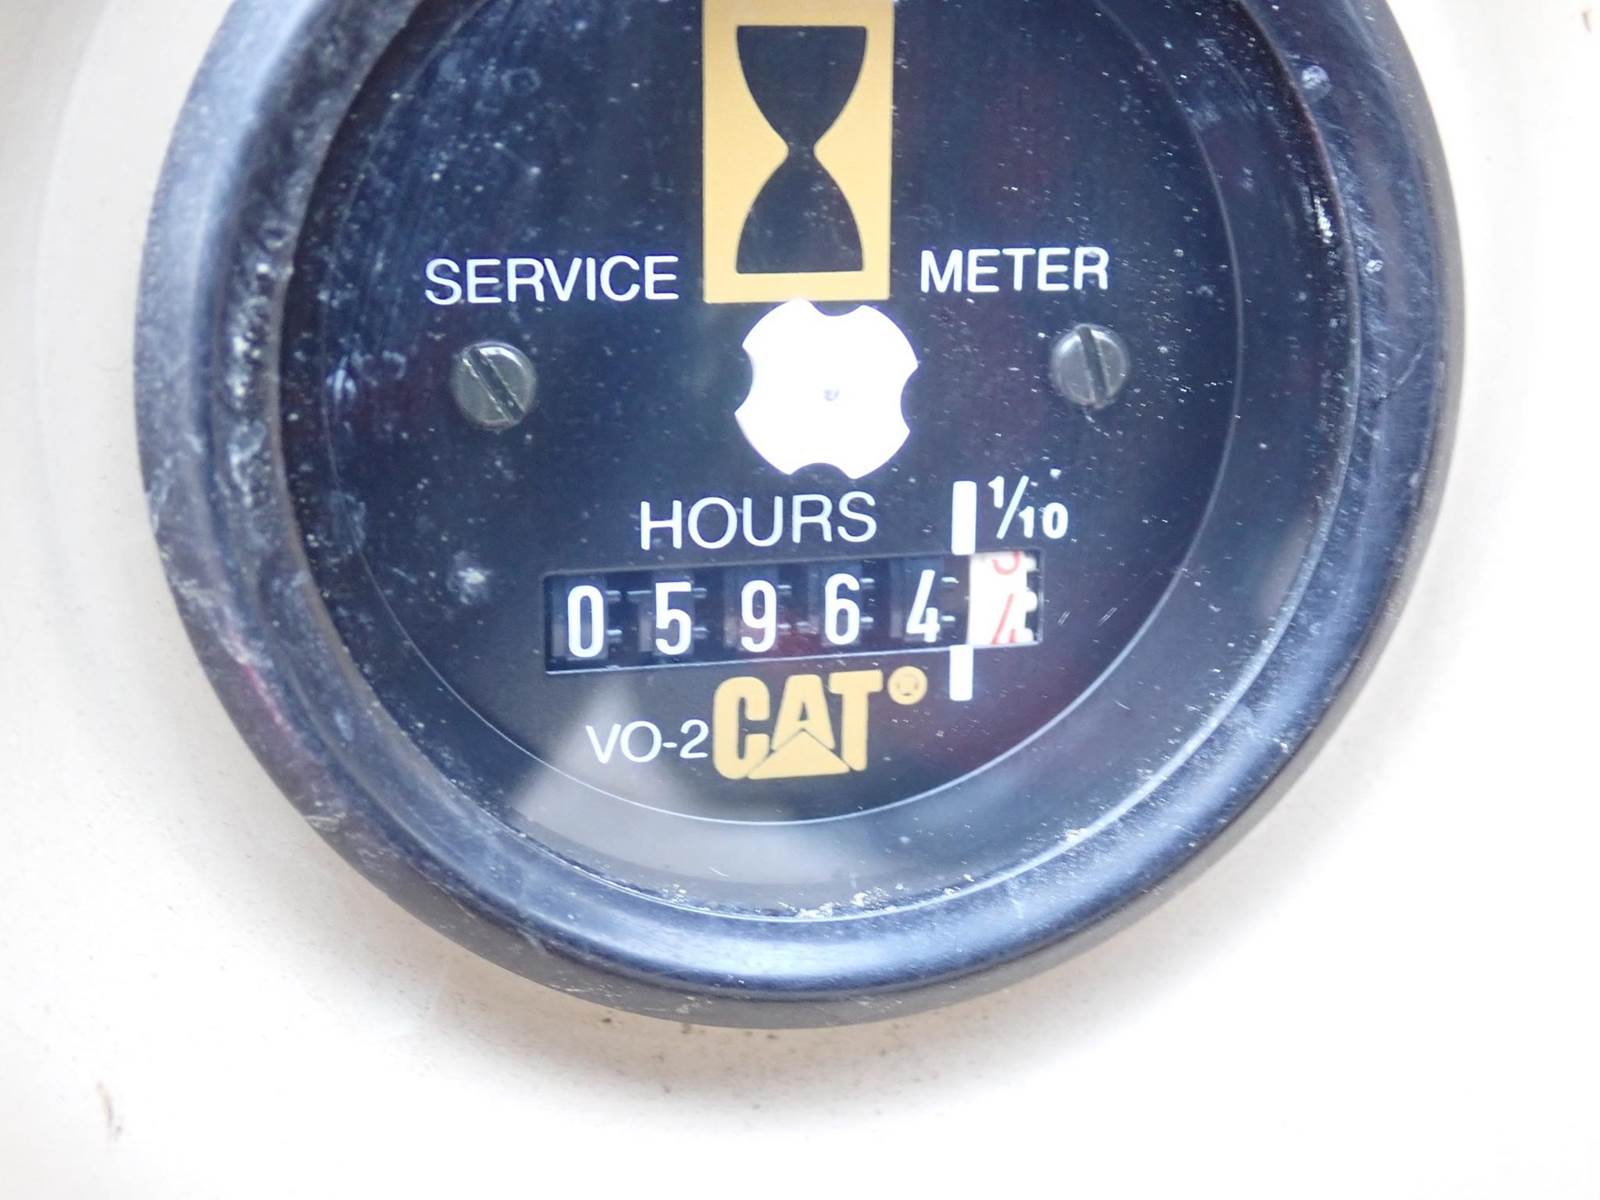 SERVICE METER
HOURS 1/10
05964
VO-2 CAT®